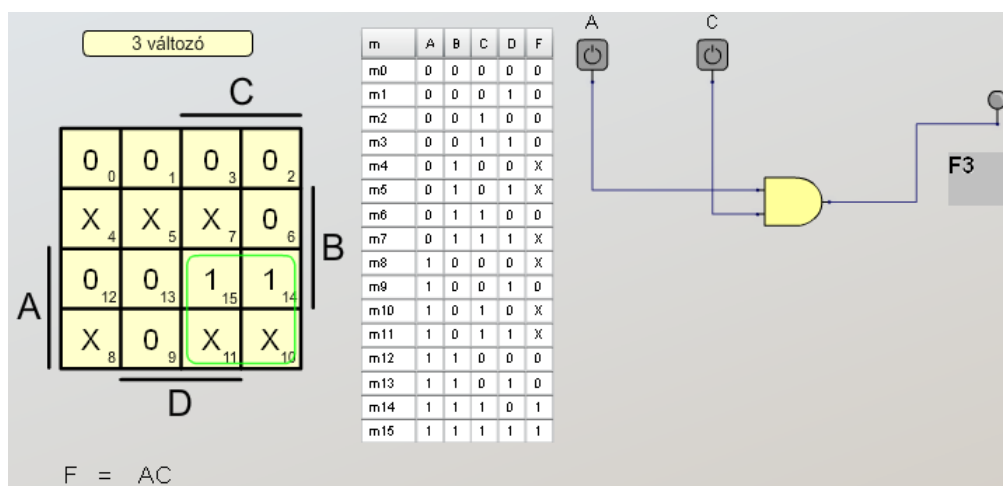 3 változó
C
0 0 0 1 0 3 0 2
X 4 X 5 X 7 0 6
B
0 12 0 13 1 15 1 14
A
X 8 0 9 X 11 X 10
D
F = AC
m A B C D F
m0 0 0 0 0 0
m1 0 0 0 1 0
m2 0 0 1 0 0
m3 0 0 1 1 0
m4 0 1 0 0 X
m5 0 1 0 1 X
m6 0 1 1 0 0
m7 0 1 1 1 X
m8 1 0 0 0 X
m9 1 0 0 1 0
m10 1 0 1 0 X
m11 1 0 1 1 X
m12 1 1 0 0 0
m13 1 1 0 1 0
m14 1 1 1 0 1
m15 1 1 1 1 1
A C
F3